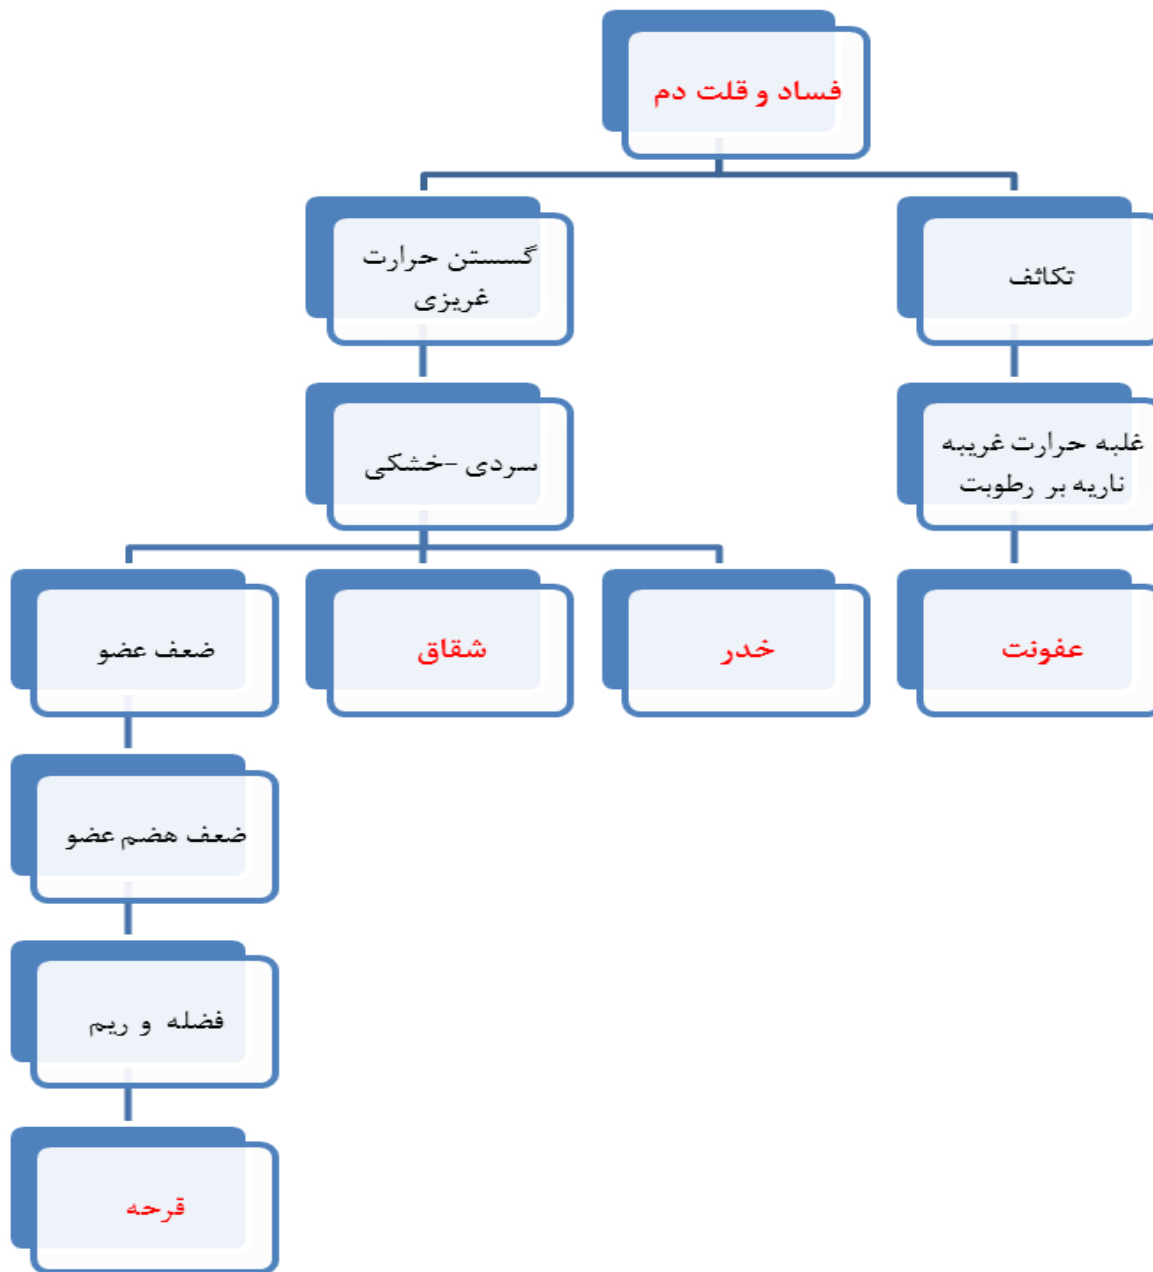 فساد و قلت دم
تکاثف
گسستن حرارت
غریزی
غلبه حرارت غریبه
ناریه بر رطوبت
سردی -خشکی
عفونت
خدر
شقاق
ضعف عضو
ضعف هضم عضو
فضله و ریم
قرحه